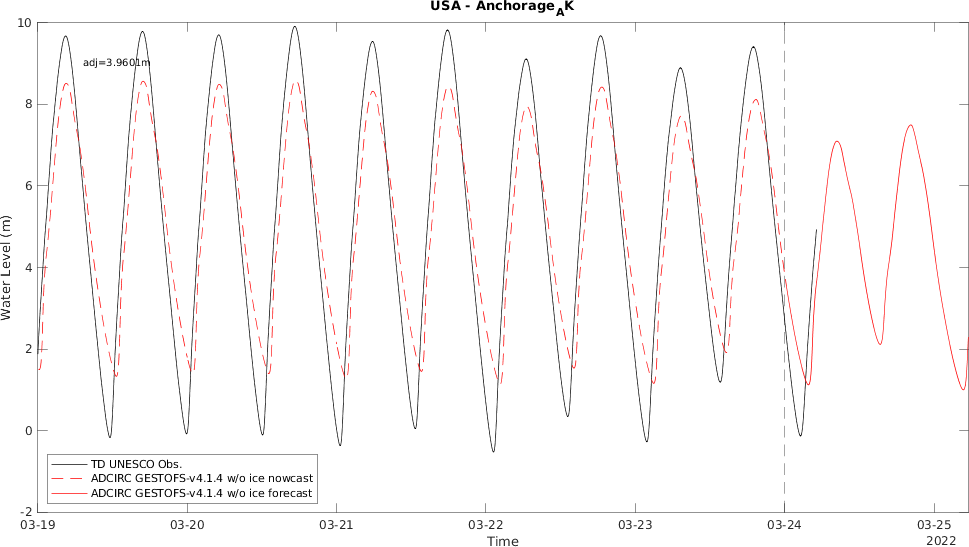 USA - Anchorage_AK
10
adj=3.9601m
8
6
Water Level (m)
4
2
0
TD UNESCO Obs.
ADCIRC GESTOFS-v4.1.4 w/o ice nowcast
ADCIRC GESTOFS-v4.1.4 w/o ice forecast
-2
03-19 03-20 03-21 03-22 03-23 03-24 03-25
Time 2022